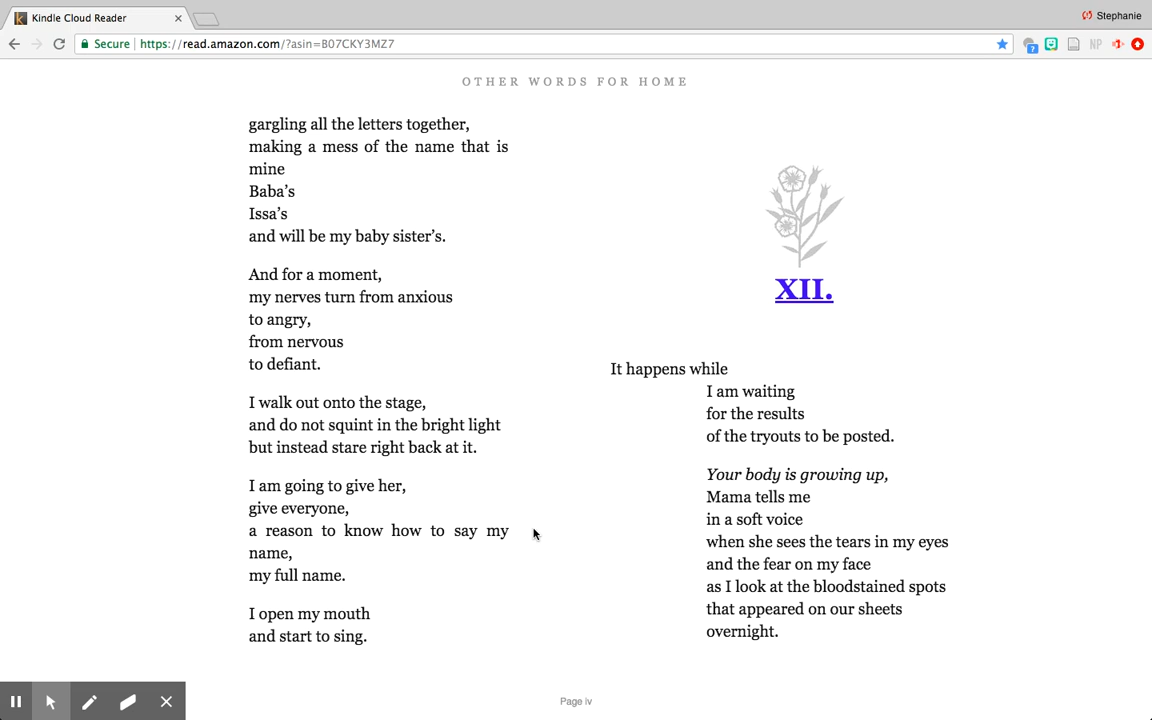 Kindle Cloud Reader
Stephanie
Secure
https://read.amazon.com/?asin=B07CKY3MZ7
?
NP
OTHER WORDS FOR HOME
gargling all the letters together,
making a mess of the name that is
mine
Baba’s
Issa’s
and will be my baby sister’s.
And for a moment,
my nerves turn from anxious
to angry,
from nervous
to defiant.
I walk out onto the stage,
and do not squint in the bright light
but instead stare right back at it.
I am going to give her,
give everyone,
a reason to know how to say my
name,
my full name.
I open my mouth
and start to sing.
XII.
It happens while
I am waiting
for the results
of the tryouts to be posted.
Your body is growing up,
Mama tells me
in a soft voice
when she sees the tears in my eyes
and the fear on my face
as I look at the bloodstained spots
that appeared on our sheets
overnight.
Page iv